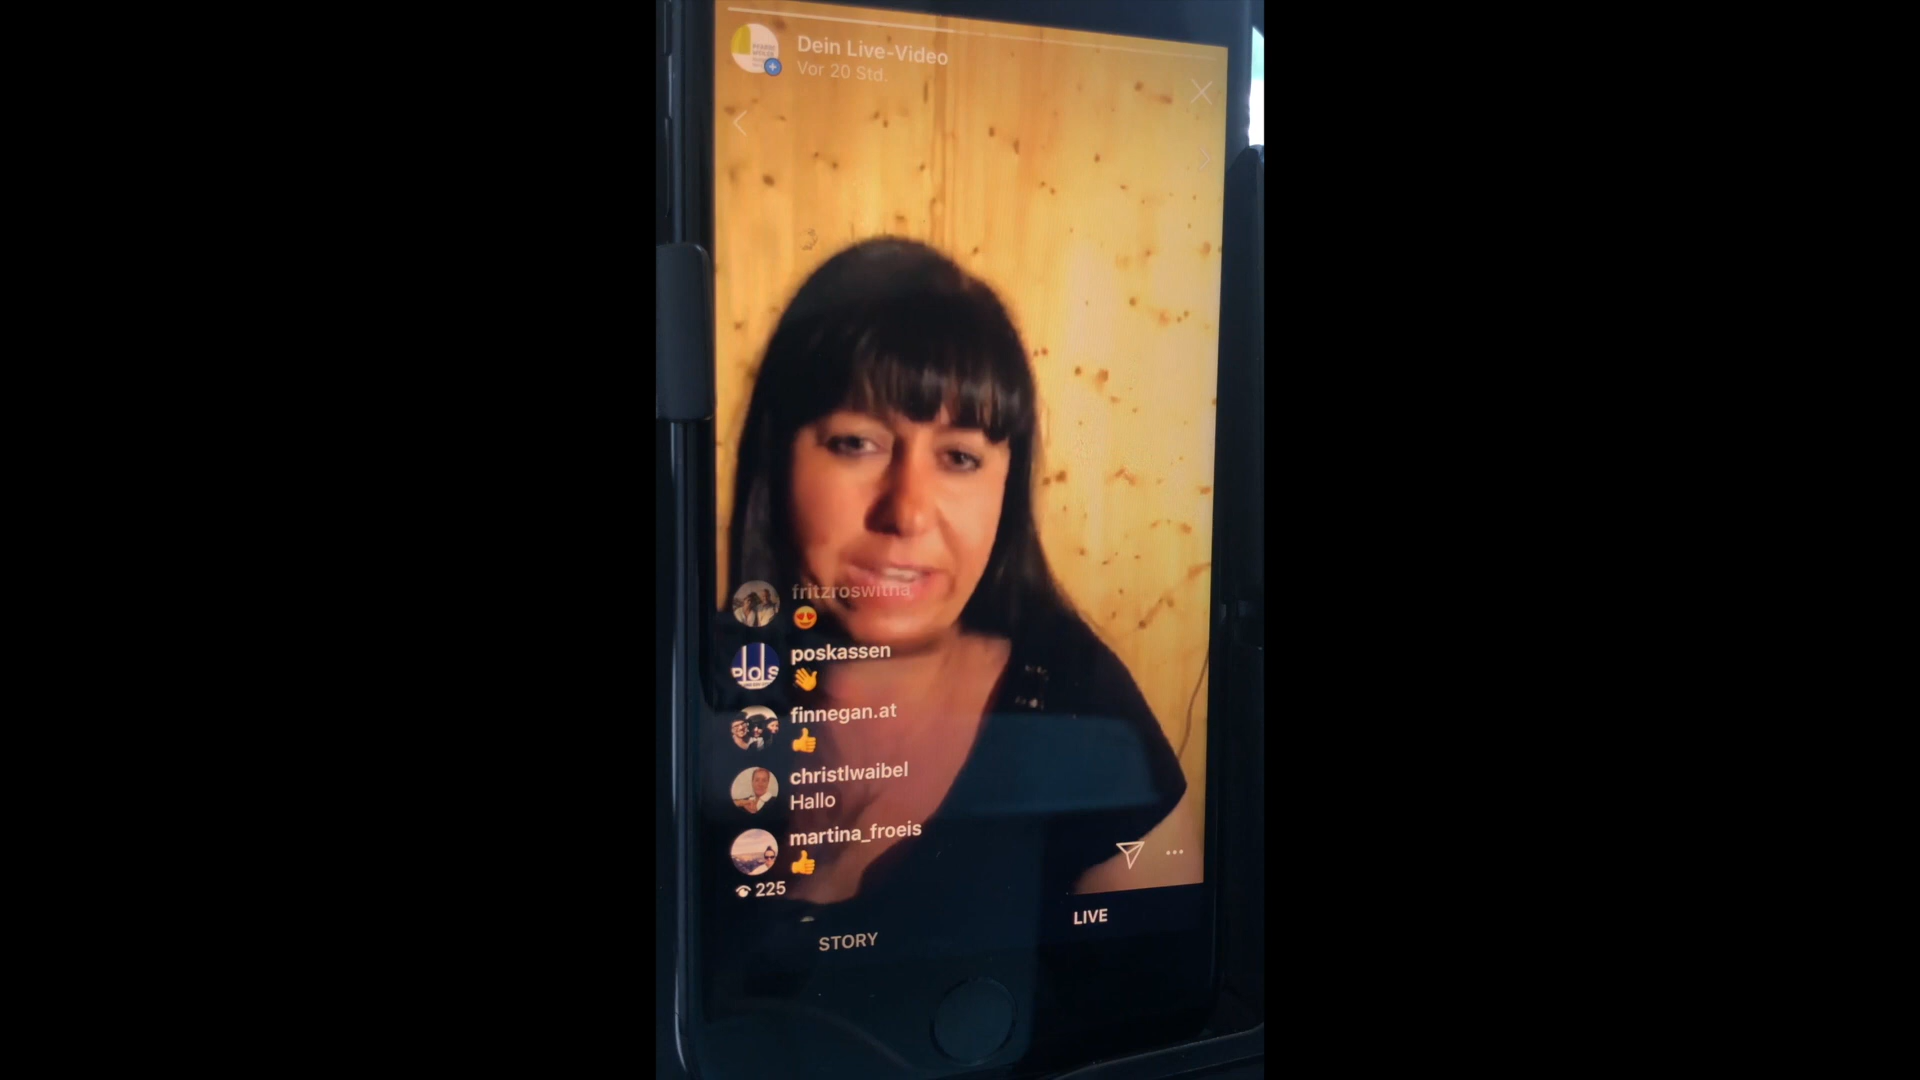 Dein Live-Video
Vor 20 Std.
fritzroswitha
poskassen
finnegan.at
christlwaibel
Hallo
martina_froeis
225
LIVE
STORY